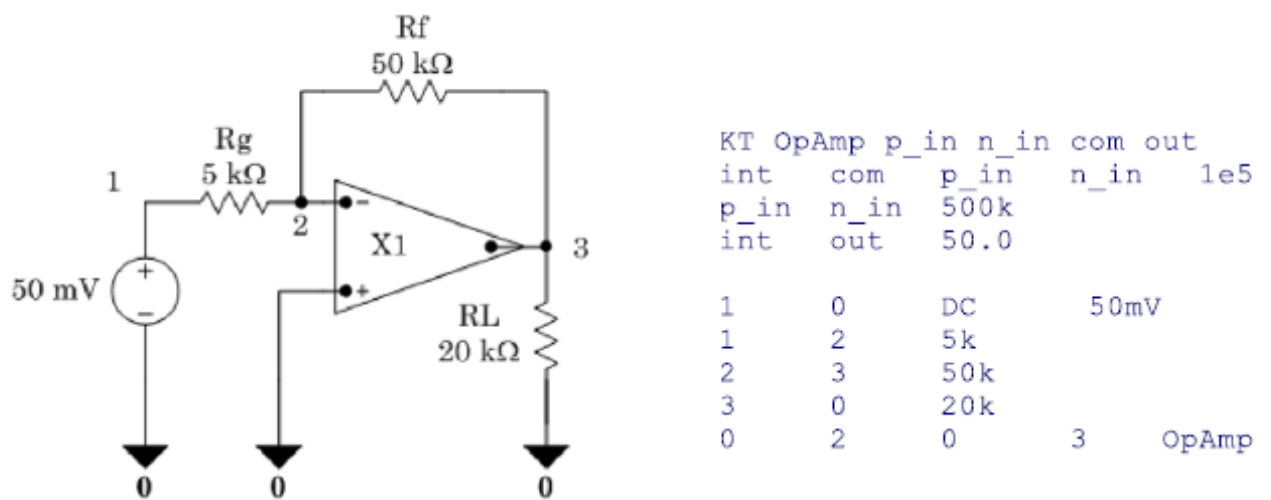 Rf
50 kΩ
Rg
5 kΩ
1
2
X1
3
50 mV
RL
20 kΩ
+
−
−
+
0
0
0
KT OpAmp p_in n_in com out
int com p_in n_in 1e5
p_in n_in 500k
int out 50.0
1 0 DC 50mV
1 2 5k
2 3 50k
3 0 20k
0 2 0 3 OpAmp